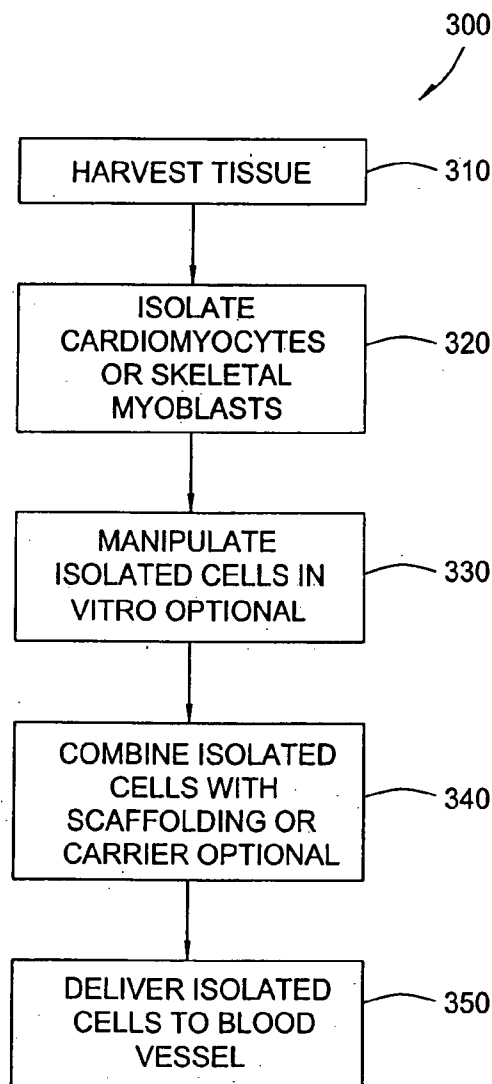 300
HARVEST TISSUE
310
ISOLATE
CARDIOMYOCYTES
OR SKELETAL
MYOBLASTS
320
MANIPULATE
ISOLATED CELLS IN
VITRO OPTIONAL
330
COMBINE ISOLATED
CELLS WITH
SCAFFOLDING OR
CARRIER OPTIONAL
340
DELIVER ISOLATED
CELLS TO BLOOD
VESSEL
350